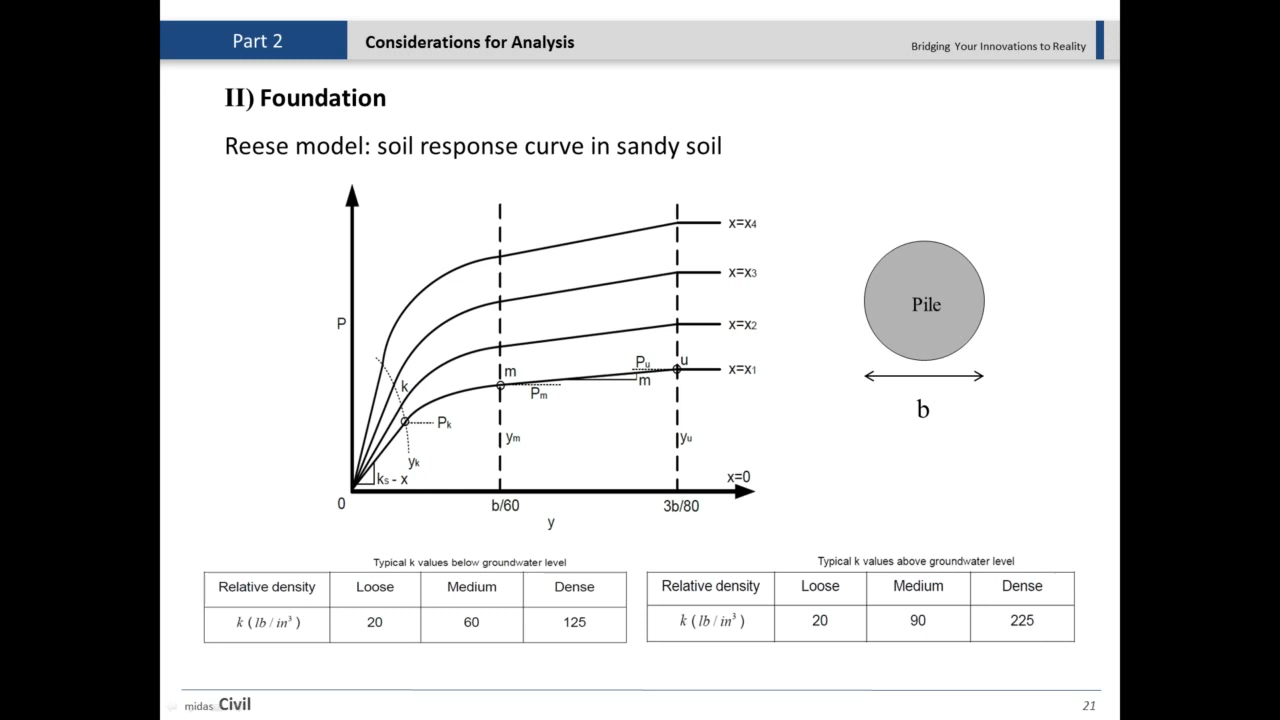 Part 2
Considerations for Analysis
Bridging Your Innovations to Reality
II) Foundation
Reese model: soil response curve in sandy soil
x=x4
x=x3
P
x=x2
Pu
u
m
x=x1
m
k
Pm
Pk
ym
yu
yk
ks - x
x=0
0
b/60
3b/80
y
Pile
b
Typical k values below groundwater level
Relative density Loose Medium Dense
k ( lb / in³ ) 20 60 125
Typical k values above groundwater level
Relative density Loose Medium Dense
k ( lb / in³ ) 20 90 225
midas Civil
21